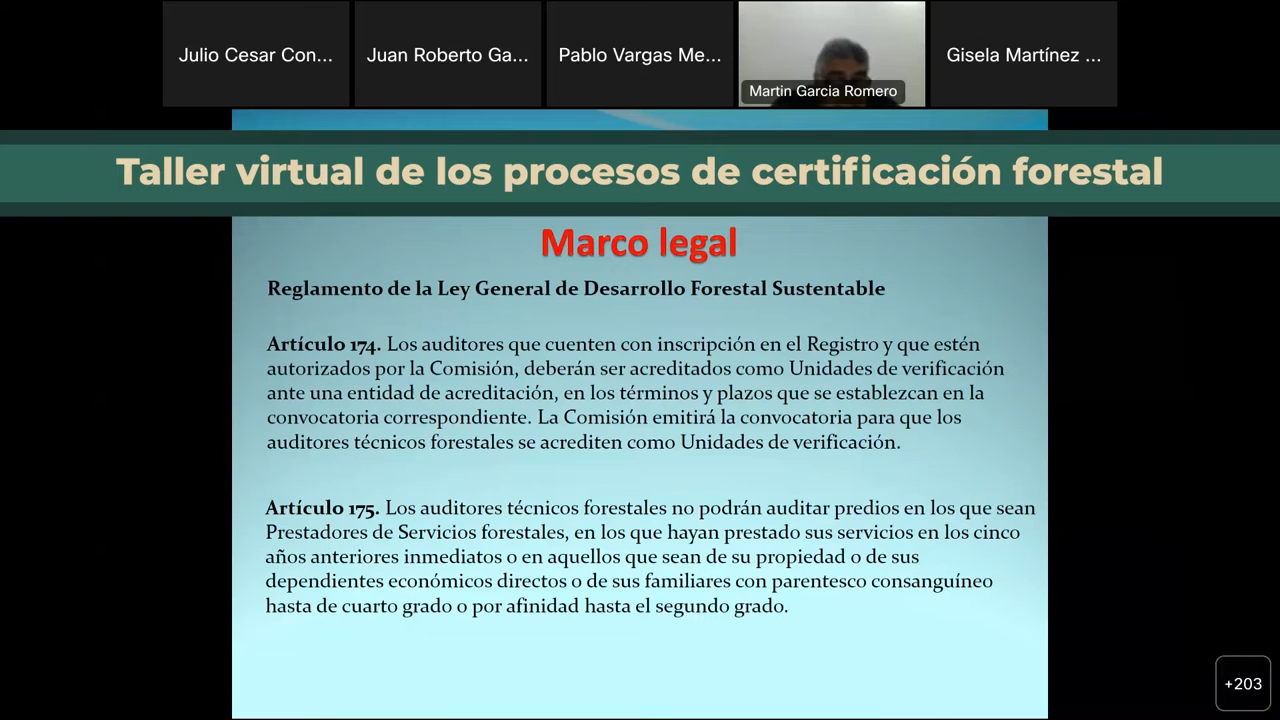 Julio Cesar Con...
Juan Roberto Ga...
Pablo Vargas Me...
Martin Garcia Romero
Gisela Martínez ...
Taller virtual de los procesos de certificación forestal
Marco legal
Reglamento de la Ley General de Desarrollo Forestal Sustentable
Artículo 174. Los auditores que cuenten con inscripción en el Registro y que estén
autorizados por la Comisión, deberán ser acreditados como Unidades de verificación
ante una entidad de acreditación, en los términos y plazos que se establezcan en la
convocatoria correspondiente. La Comisión emitirá la convocatoria para que los
auditores técnicos forestales se acrediten como Unidades de verificación.
Artículo 175. Los auditores técnicos forestales no podrán auditar predios en los que sean
Prestadores de Servicios forestales, en los que hayan prestado sus servicios en los cinco
años anteriores inmediatos o en aquellos que sean de su propiedad o de sus
dependientes económicos directos o de sus familiares con parentesco consanguíneo
hasta de cuarto grado o por afinidad hasta el segundo grado.
+203